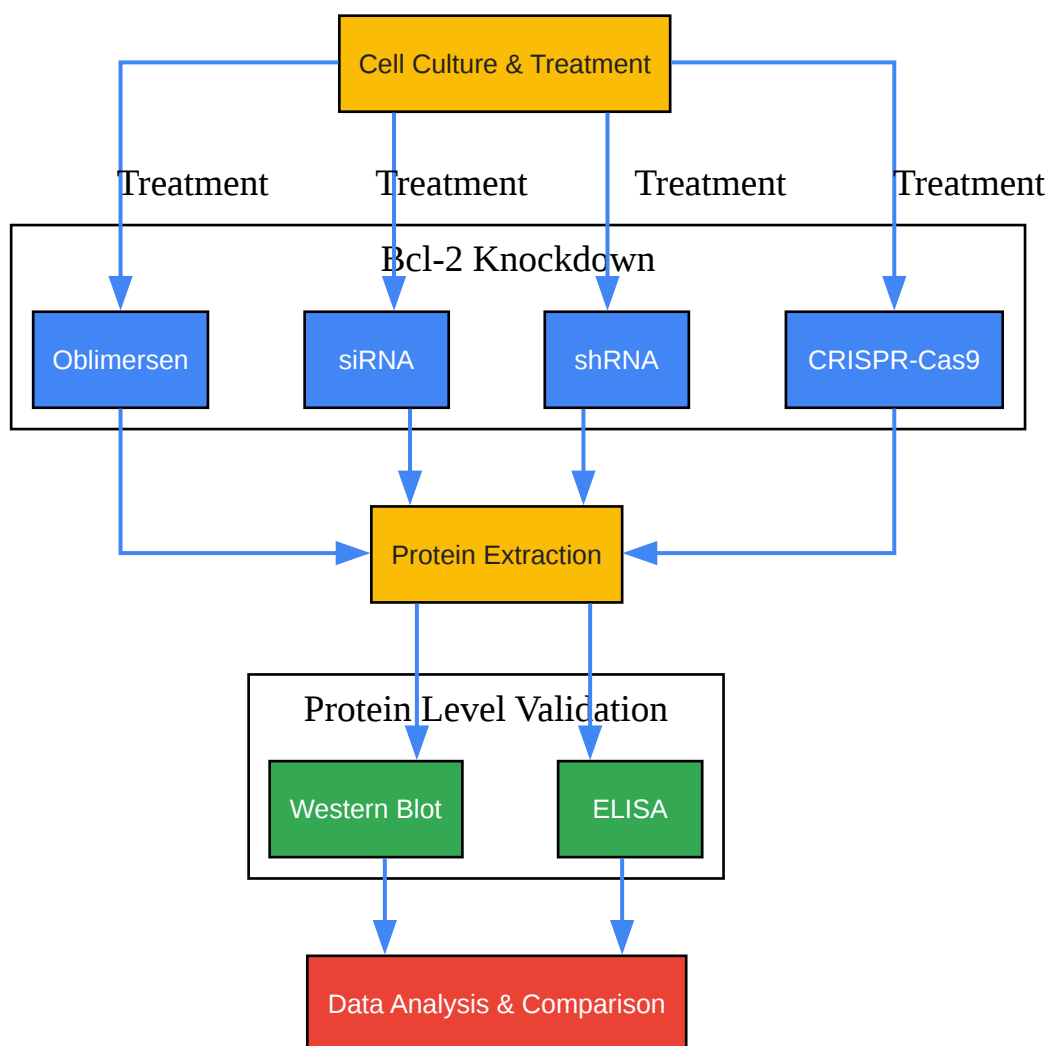 Cell Culture & Treatment
Treatment
Treatment
Treatment
Treatment
Bcl-2 Knockdown
Oblimersen
siRNA
shRNA
CRISPR-Cas9
Protein Extraction
Protein Level Validation
Western Blot
ELISA
Data Analysis & Comparison